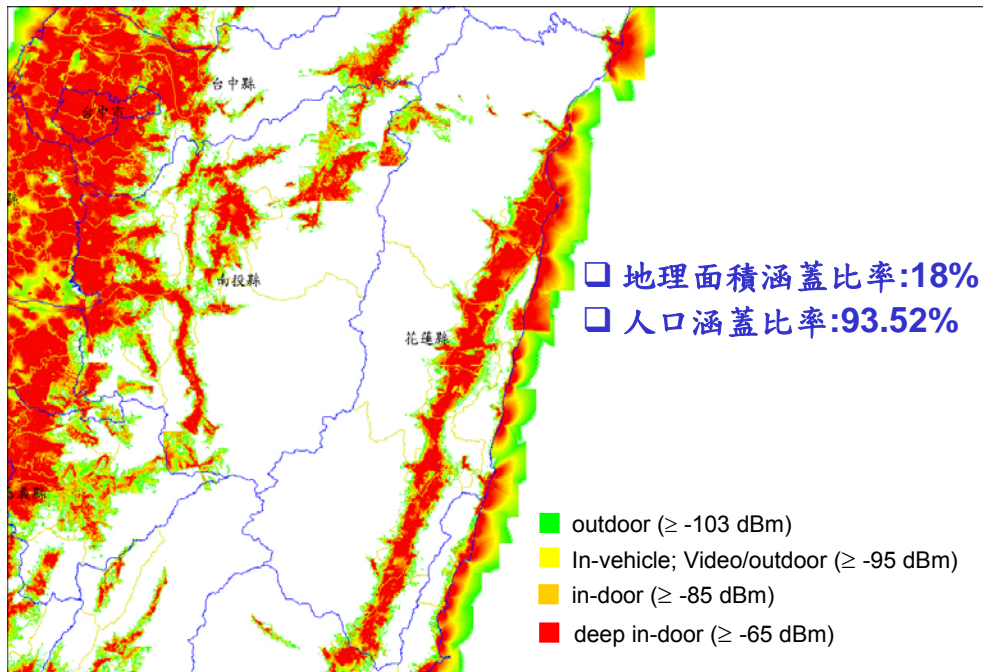 台中縣
台中市
南投縣
❑ 地理面積涵蓋比率:18%
❑ 人口涵蓋比率:93.52%
花蓮縣
outdoor (≥ -103 dBm)
In-vehicle; Video/outdoor (≥ -95 dBm)
in-door (≥ -85 dBm)
deep in-door (≥ -65 dBm)